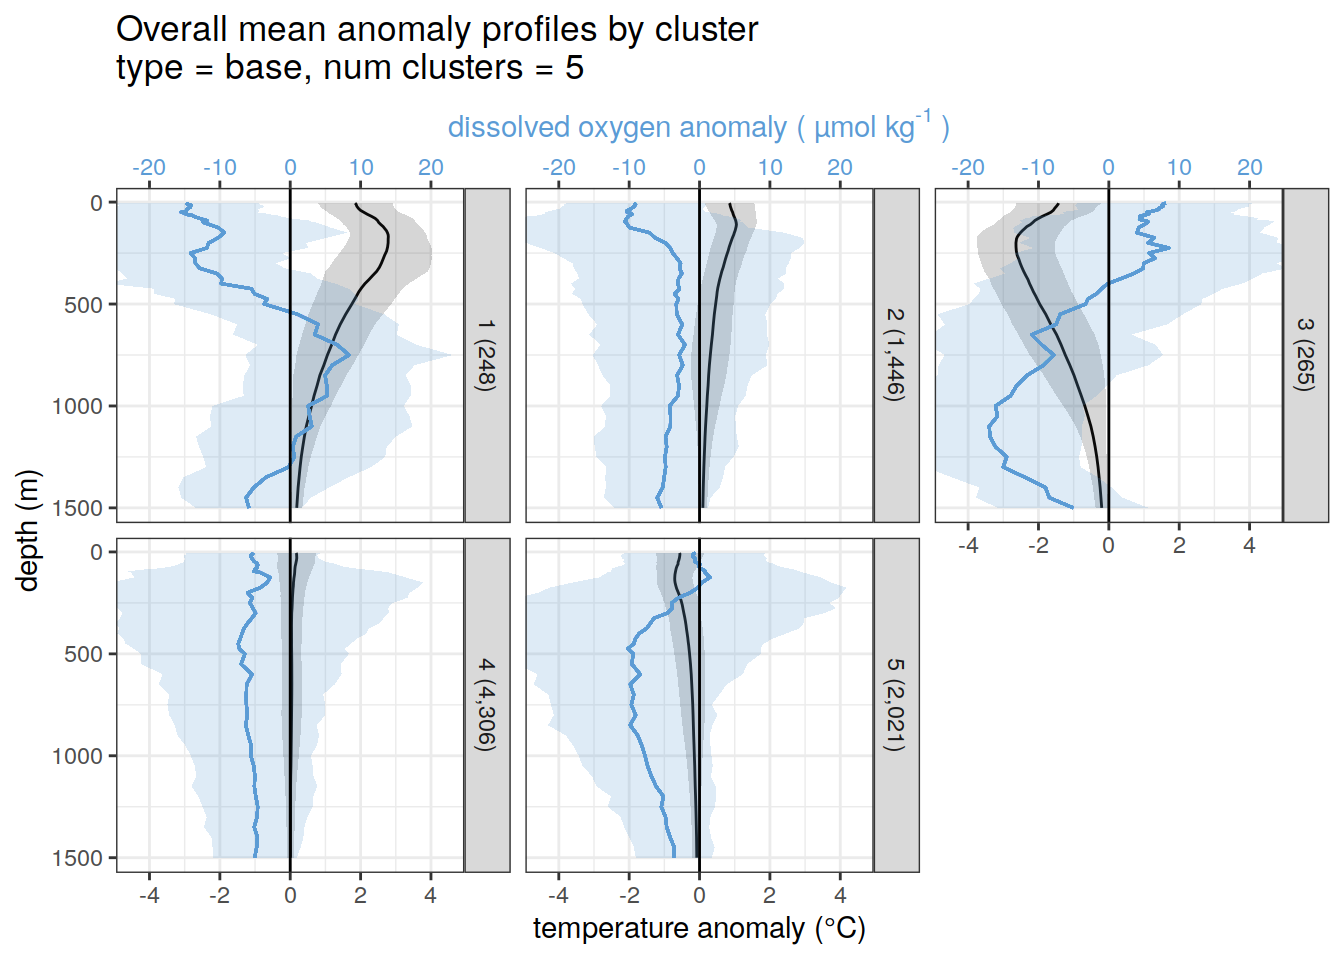 Overall mean anomaly profiles by cluster
type = base, num clusters = 5
dissolved oxygen anomaly ( µmol kg⁻¹ )
-20 -10 0 10 20 -20 -10 0 10 20 -20 -10 0 10 20
0
500
1000
1500
1 (248)
2 (1,446)
3 (265)
-4 -2 0 2 4
depth (m)
0
500
1000
1500
4 (4,306)
5 (2,021)
-4 -2 0 2 4 -4 -2 0 2 4
temperature anomaly (°C)